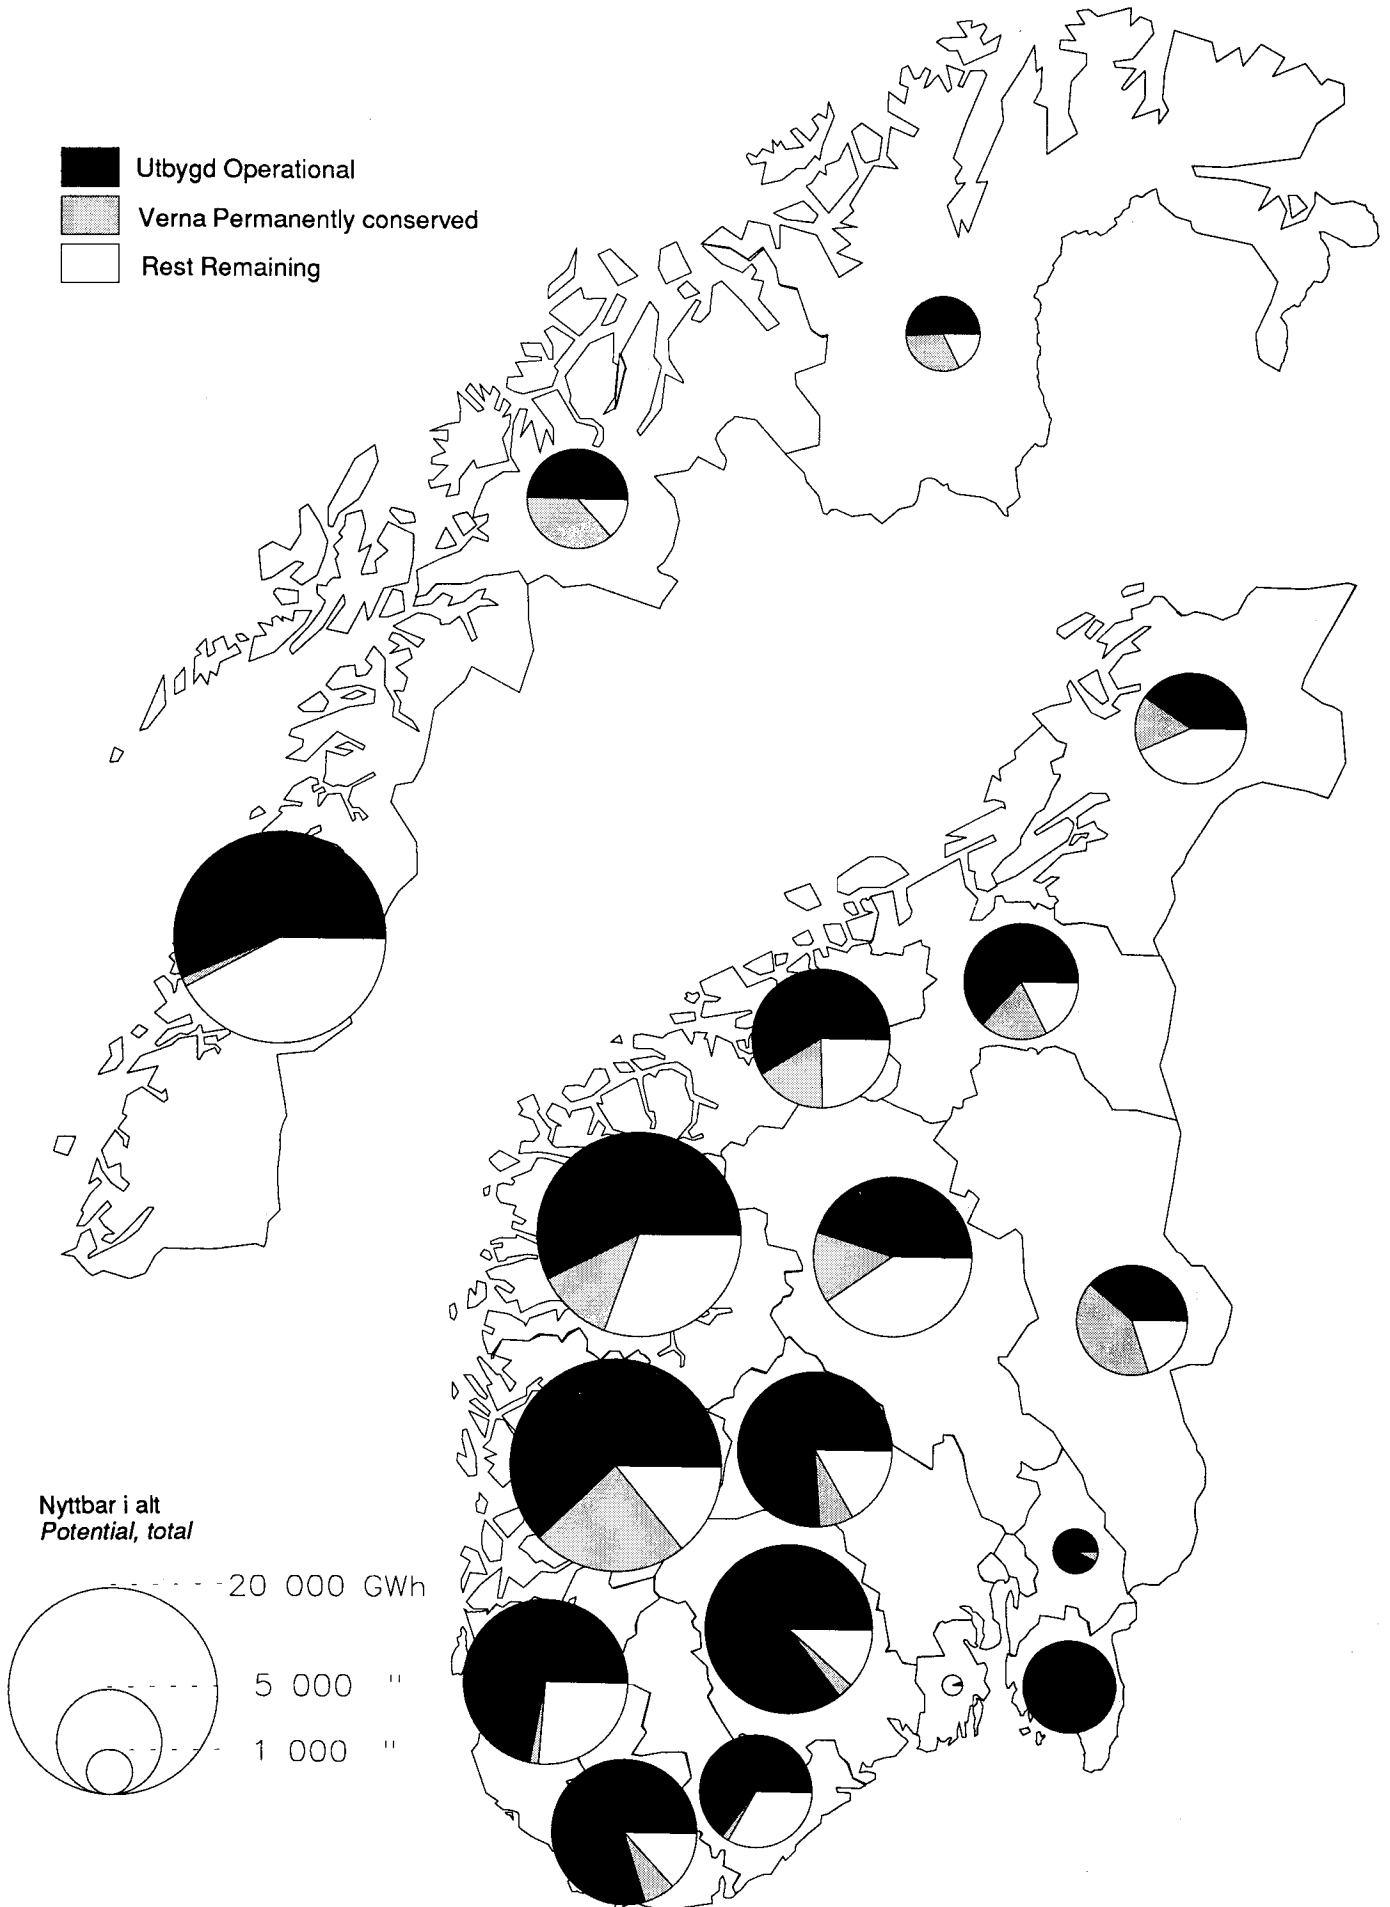 Utbygd Operational
Verna Permanently conserved
Rest Remaining
Nyttbar i alt
Potential, total
20 000 GWh
5 000 "
1 000 "